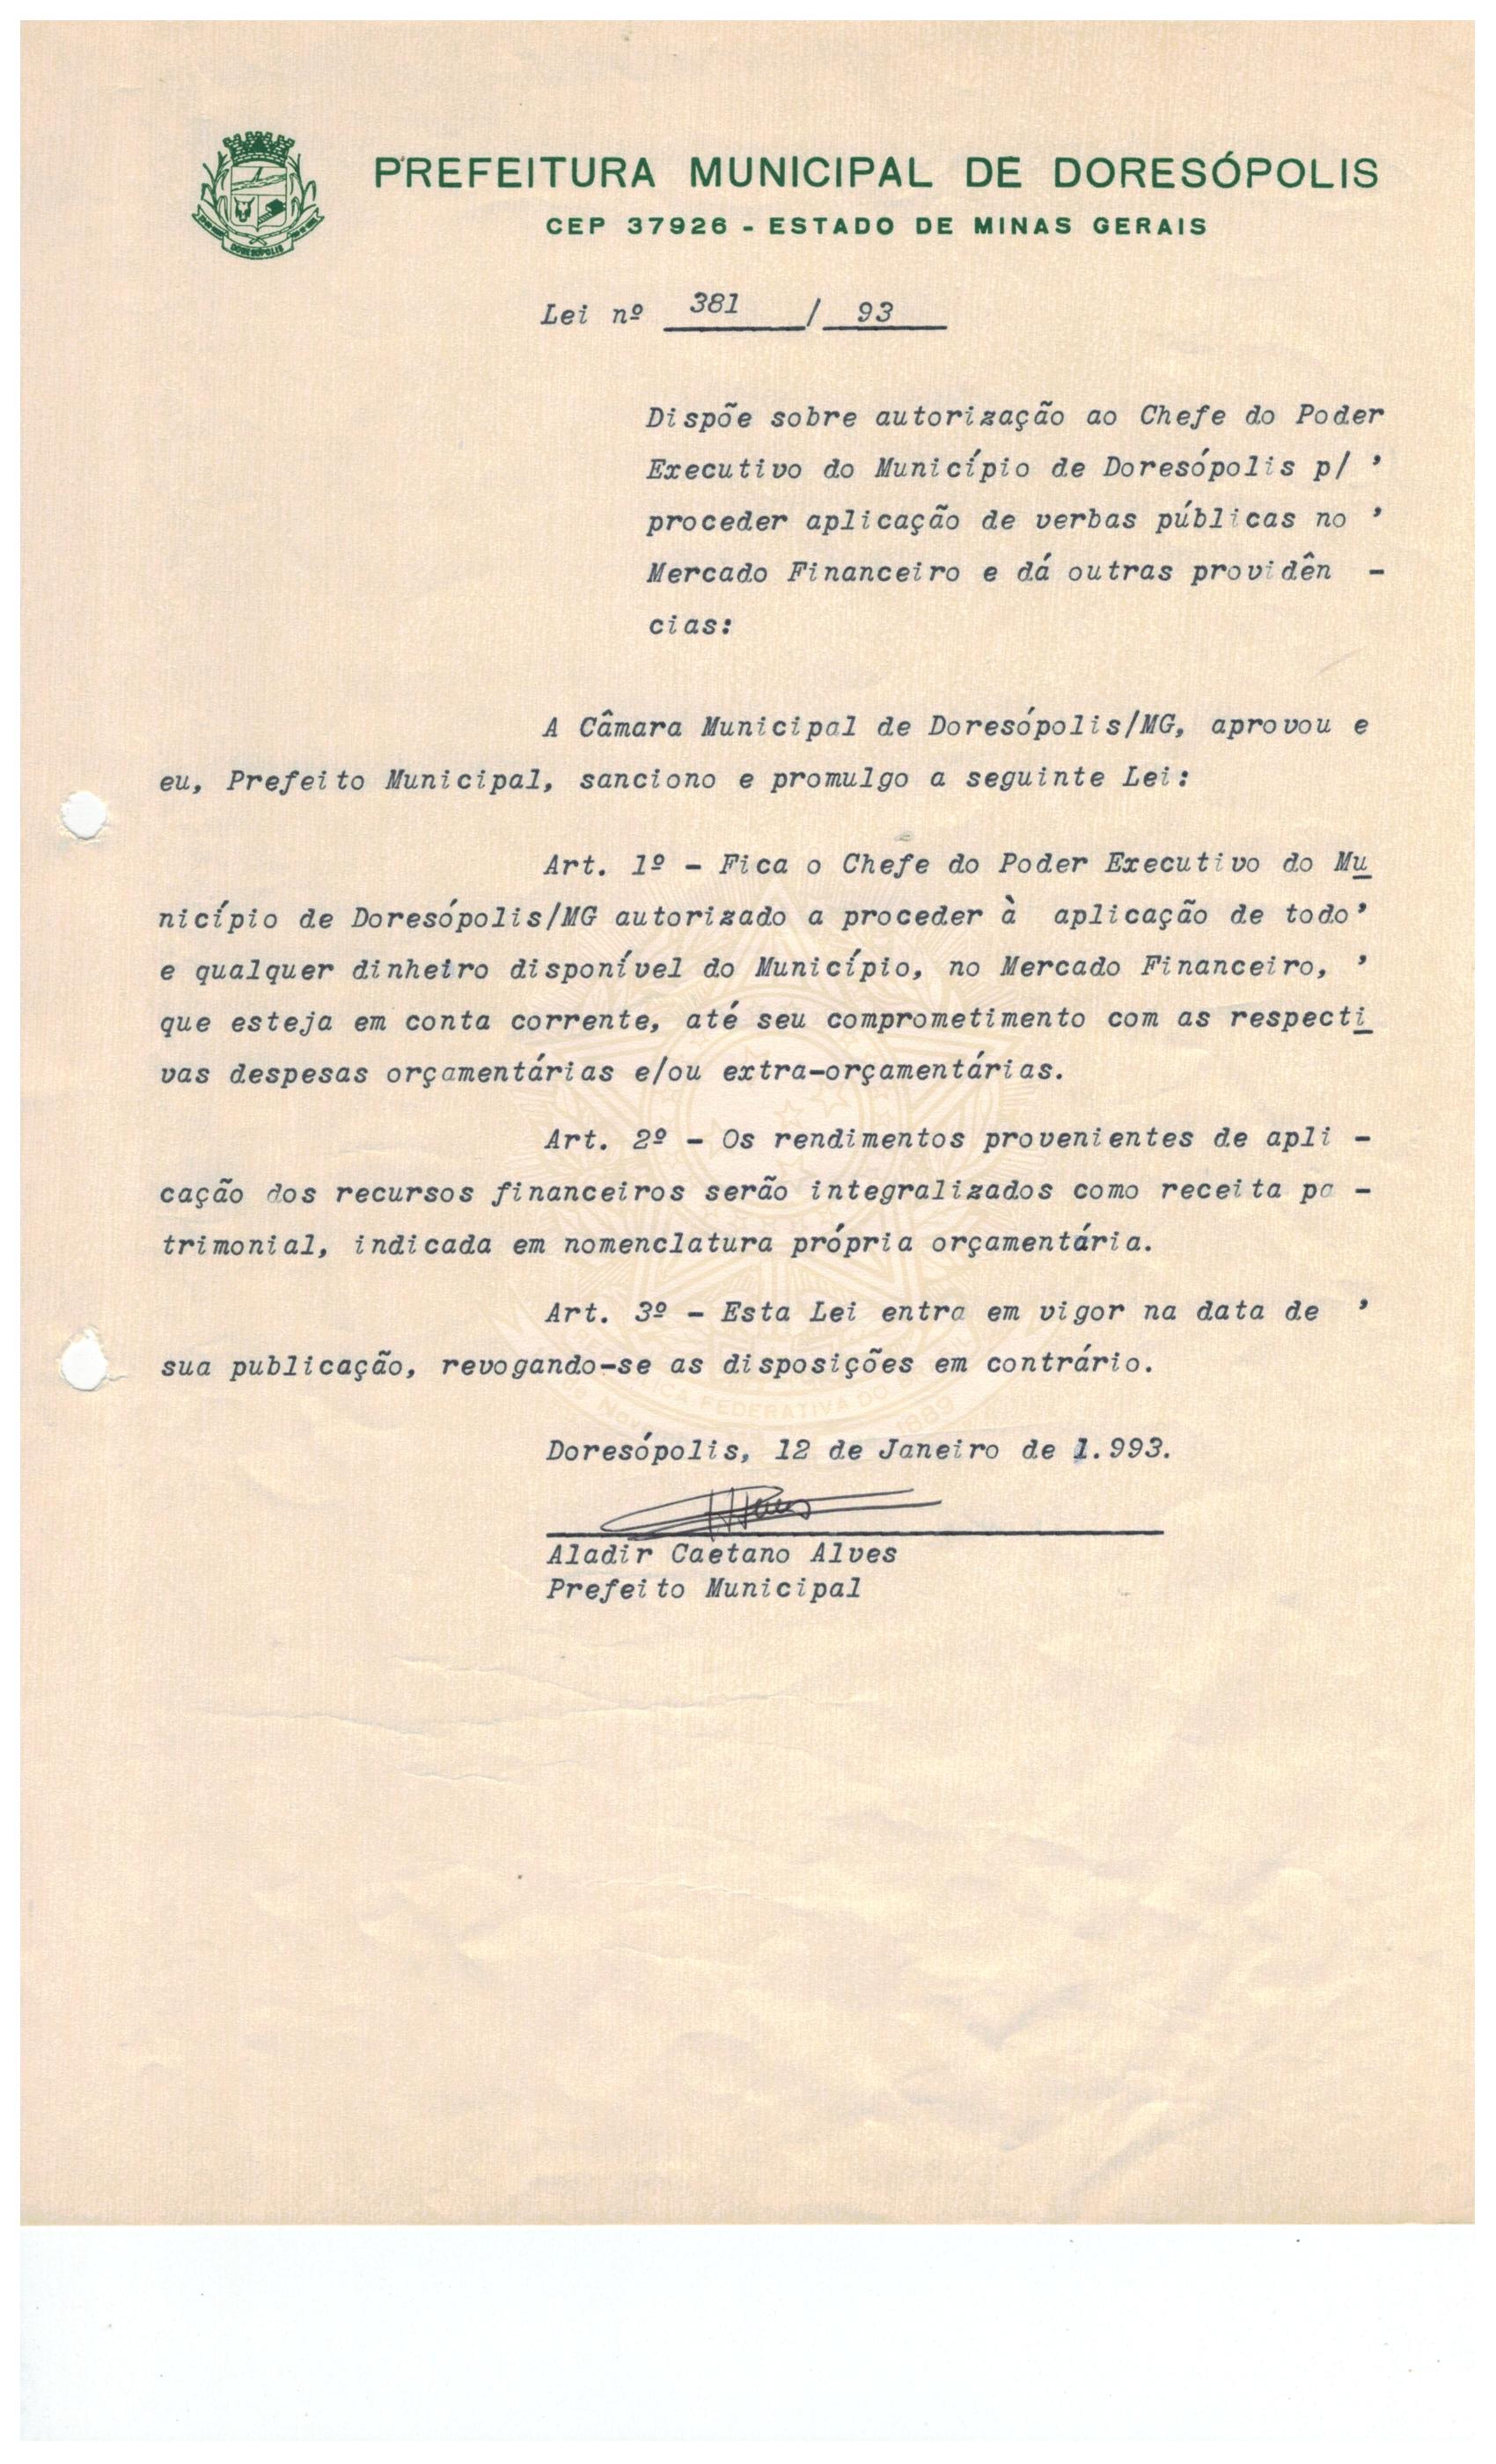 PREFEITURA MUNICIPAL DE DORESÓPOLIS
CEP 37926 - ESTADO DE MINAS GERAIS
DORESÓPOLIS
Lei nº 381 / 93
Dispõe sobre autorização ao Chefe do Poder
Executivo do Município de Doresópolis p/ '
proceder aplicação de verbas públicas no '
Mercado Financeiro e dá outras providên -
cias:
A Câmara Municipal de Doresópolis/MG, aprovou e
eu, Prefeito Municipal, sanciono e promulgo a seguinte Lei:
Art. 1º - Fica o Chefe do Poder Executivo do Mu
nicípio de Doresópolis/MG autorizado a proceder à aplicação de todo'
e qualquer dinheiro disponível do Município, no Mercado Financeiro, '
que esteja em conta corrente, até seu comprometimento com as respecti
vas despesas orçamentárias e/ou extra-orçamentárias.
Art. 2º - Os rendimentos provenientes de apli -
cação dos recursos financeiros serão integralizados como receita pa -
trimonial, indicada em nomenclatura própria orçamentária.
Art. 3º - Esta Lei entra em vigor na data de '
sua publicação, revogando-se as disposições em contrário.
FEDERATIVA DO
1889
Doresópolis, 12 de Janeiro de 1.993.
Aladir Caetano Alves
Prefeito Municipal